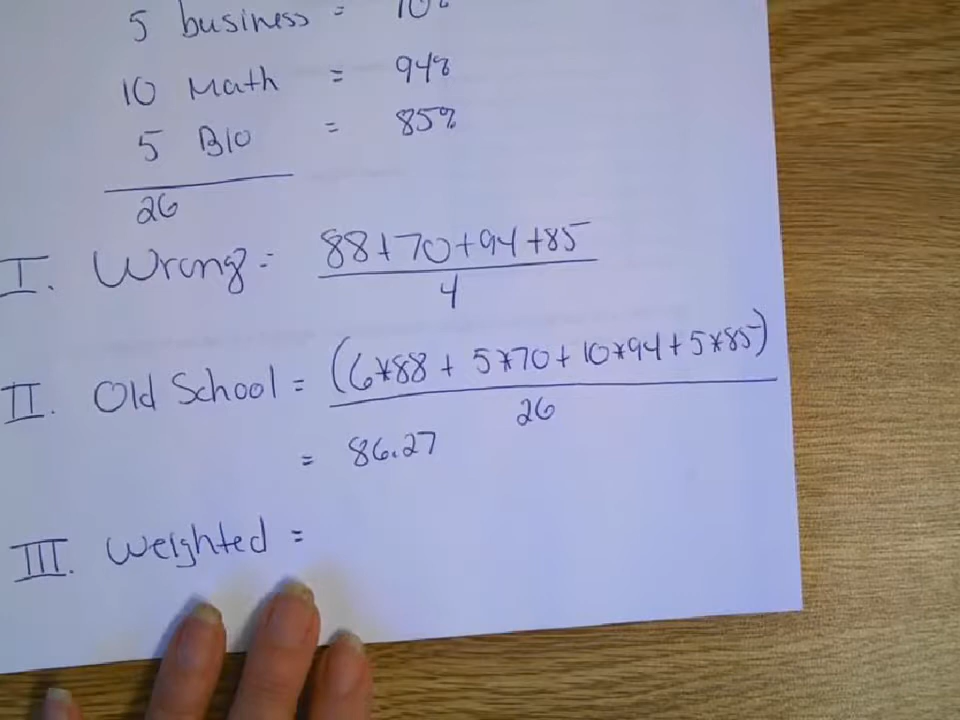 5 business = 70%
10 Math = 94%
5 BIO = 85%
26
I. Wrong = 88+70+94+85
4
II. Old School = (6*88 + 5*70 + 10*94 + 5*85)
26
= 86.27
III. Weighted =